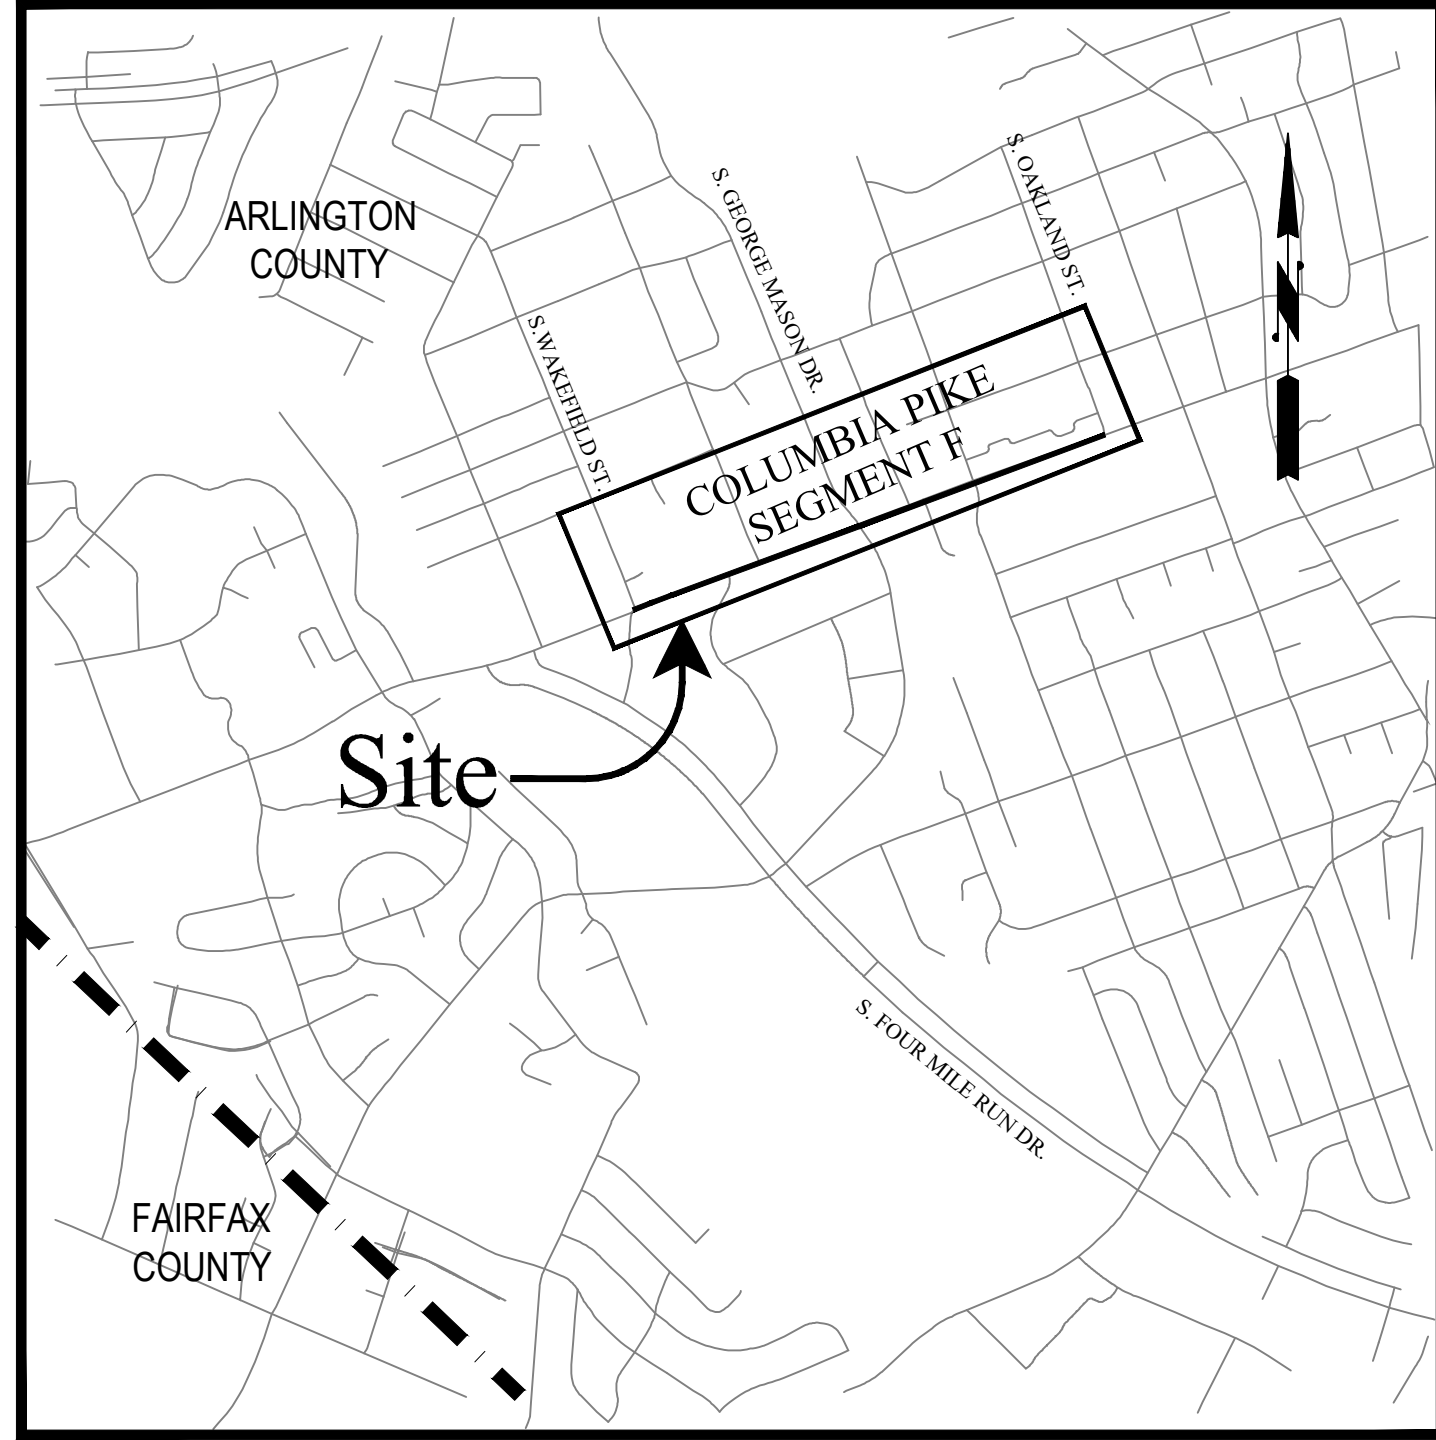 S. OAKLAND ST.
S. GEORGE MASON DR.
ARLINGTON
COUNTY
N
S.WAKEFIELD ST.
COLUMBIA PIKE
SEGMENT F
Site
S. FOUR MILE RUN DR.
FAIRFAX
COUNTY